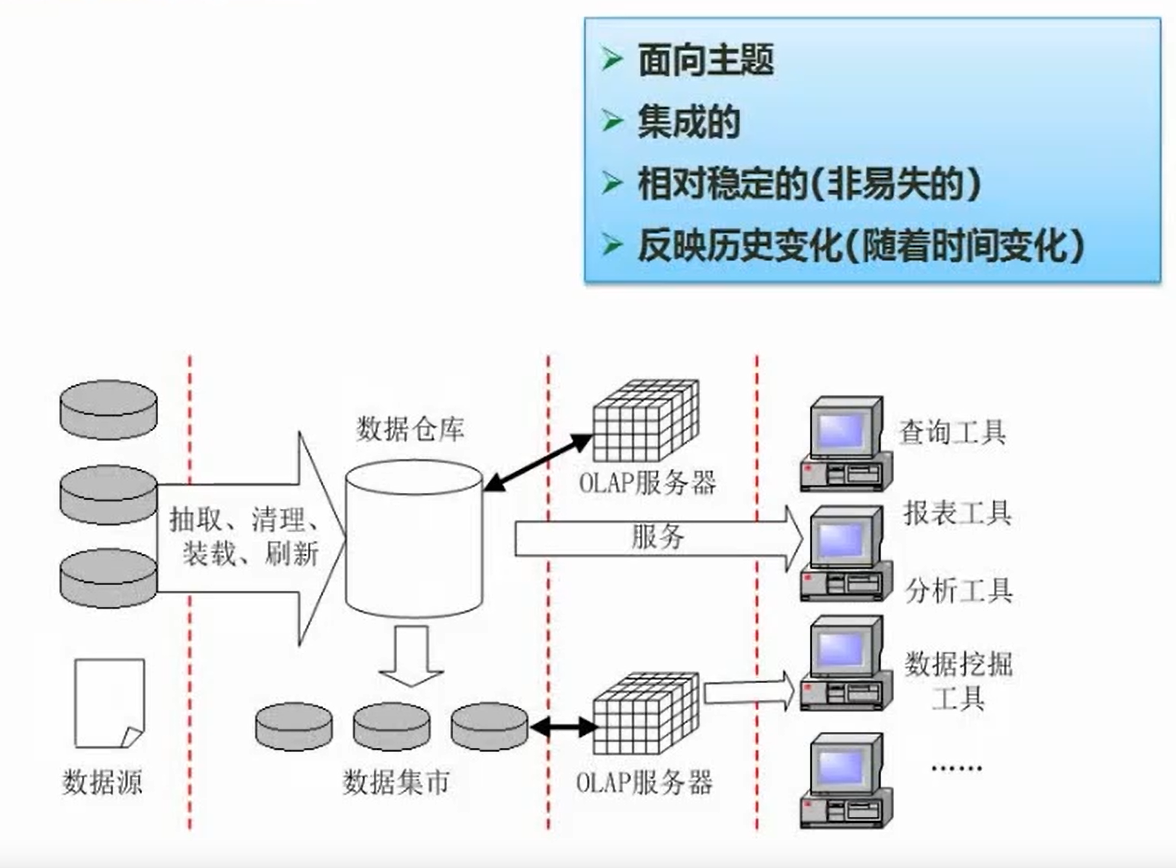 面向主题
集成的
相对稳定的(非易失的)
反映历史变化(随着时间变化)
数据仓库
抽取、清理、
装载、刷新
数据源
数据集市
OLAP服务器
服务
OLAP服务器
查询工具
报表工具
分析工具
数据挖掘
工具
……